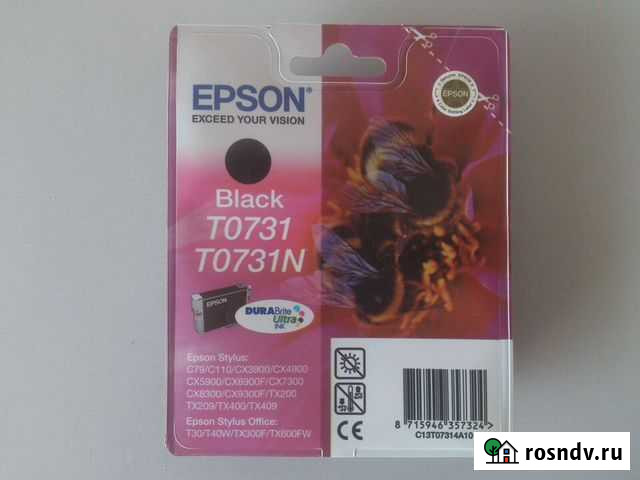 EPSON
EXCEED YOUR VISION
EPSON
Black
T0731
T0731N
EPSON
DURABrite
Ultra
INK
Epson Stylus:
C79/C110/CX3900/CX4900
CX5900/CX6900F/CX7300
CX8300/CX9300F/TX200
TX209/TX400/TX409
Epson Stylus Office:
T30/T40W/TX300F/TX600FW
CE
8 715946 357324 >
C13T07314A10
rosndv.ru